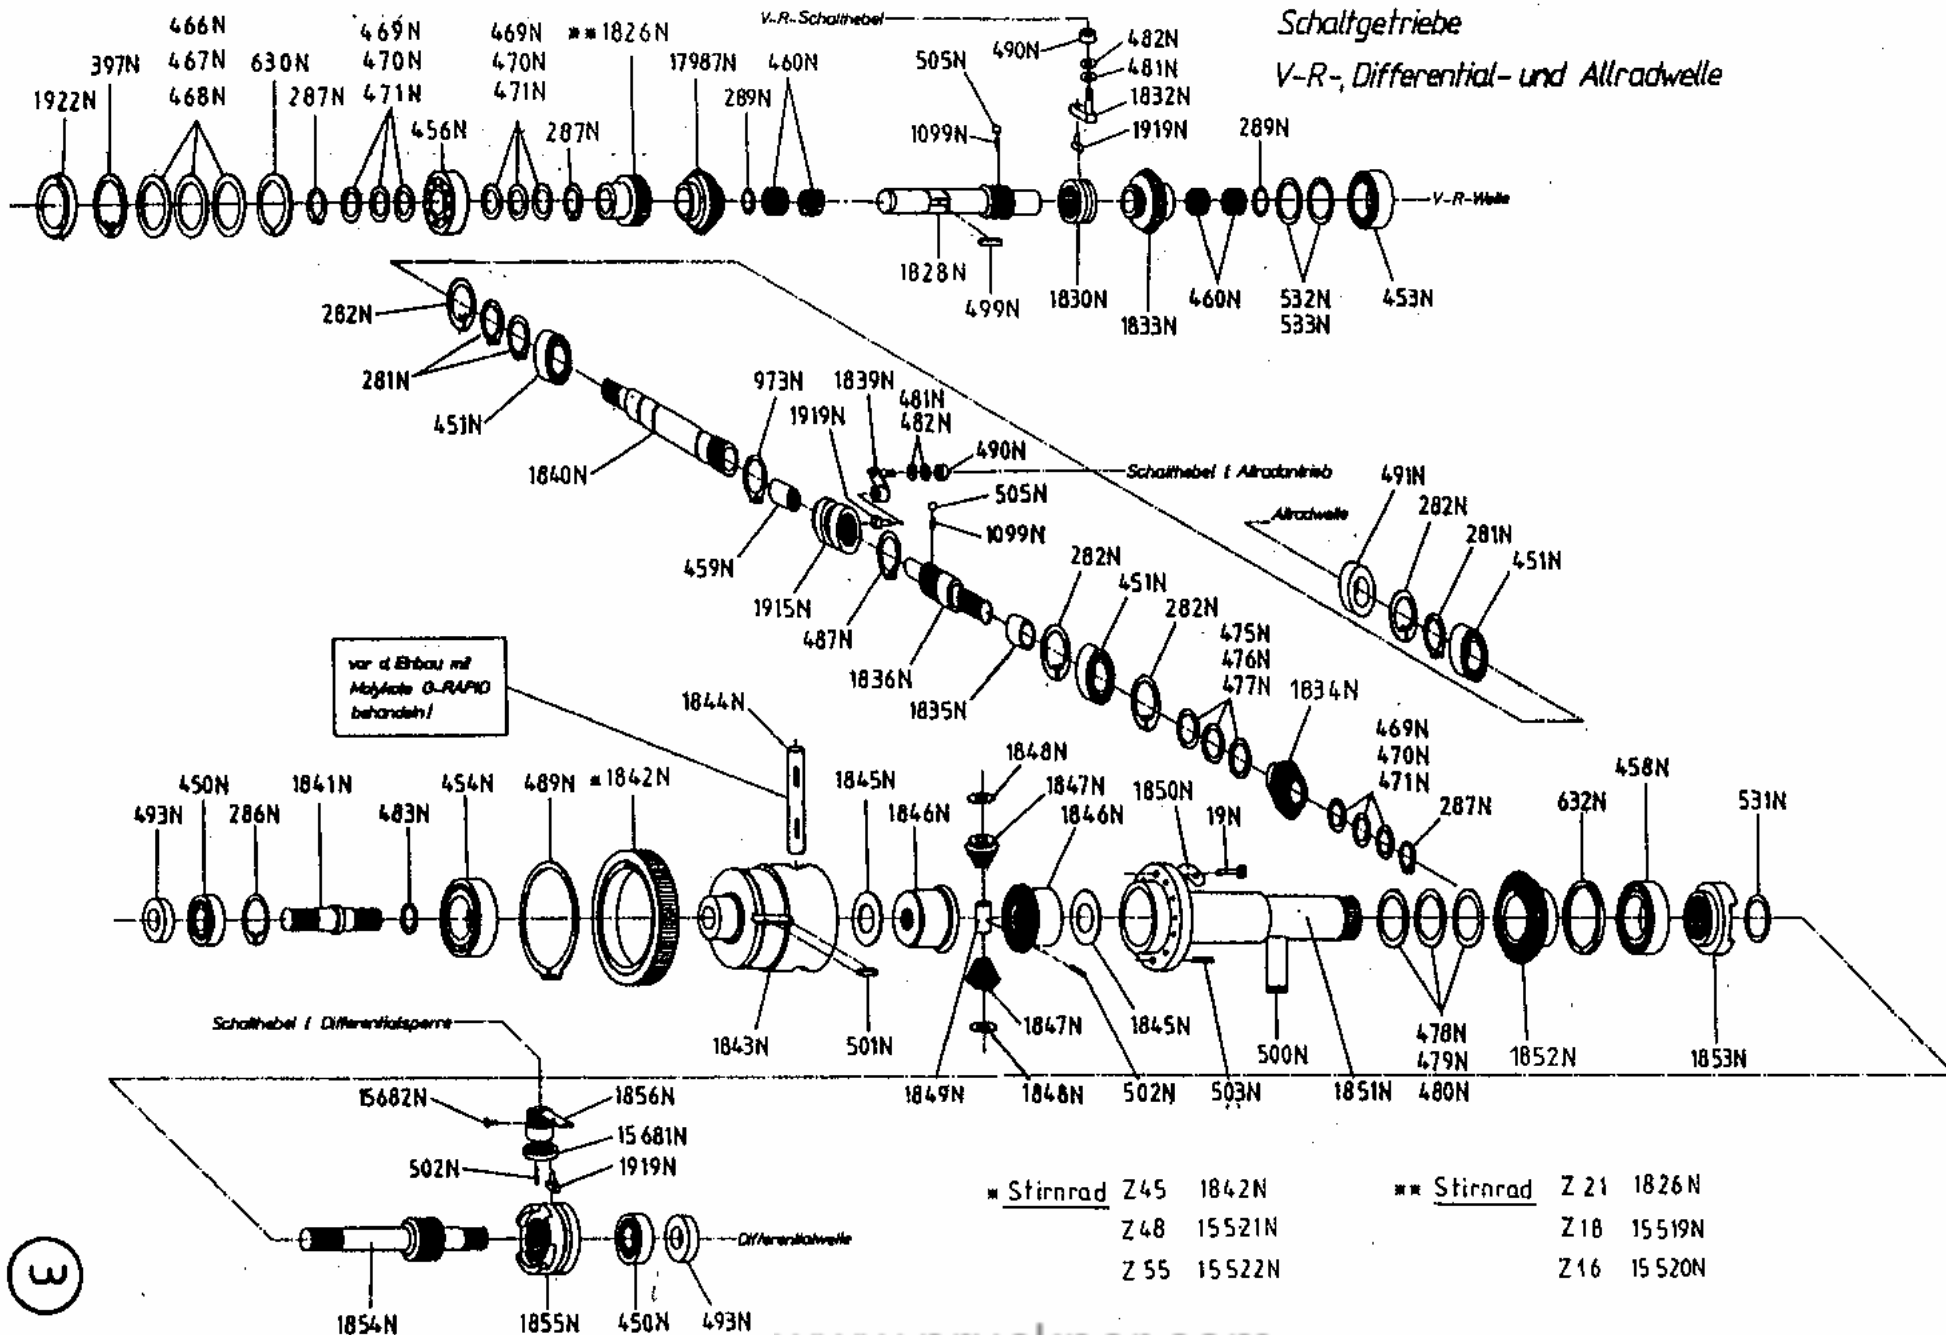 Schaltgetriebe
V-R-, Differential- und Allradwelle
V-R-Schalthebel
466N
467N
468N
469N
470N
471N
469N
470N
471N
**1826N
1922N
397N
630N
287N
456N
287N
17987N
289N
460N
505N
1099N
490N
482N
481N
1832N
1919N
289N
V-R-Welle
1828N
499N
1830N
1833N
460N
532N
533N
453N
282N
281N
451N
1840N
973N
1839N
1919N
481N
482N
490N
Schalthebel f Allradantrieb
505N
1099N
459N
1915N
487N
1836N
1835N
282N
451N
282N
475N
476N
477N
1834N
469N
470N
471N
287N
Allradwelle
491N
282N
281N
451N
vor d. Einbau mit
Molykote G-RAPID
behandeln!
1844N
493N
450N
286N
1841N
483N
454N
489N
*1842N
1845N
1846N
1848N
1847N
1846N
1850N
19N
632N
458N
531N
1843N
501N
1849N
1847N
1848N
502N
1845N
503N
500N
1851N
478N
479N
480N
1852N
1853N
Schalthebel f Differentialsperre
15682N
1856N
15681N
502N
1919N
Differentialwelle
1854N
1855N
450N
493N
* Stirnrad Z45 1842N
Z48 15521N
Z55 15522N
** Stirnrad Z21 1826N
Z18 15519N
Z16 15520N
3